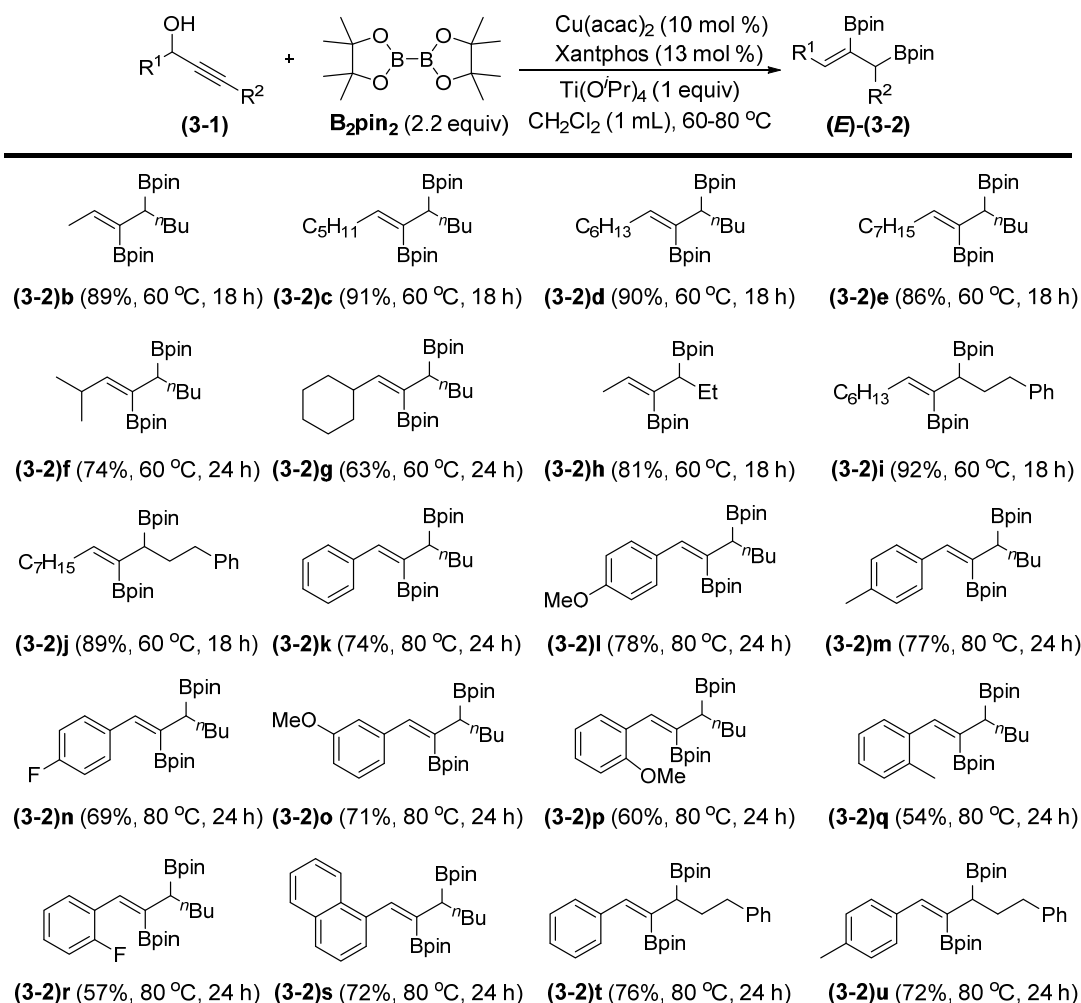 OH
R¹
R²
(3-1)
+
O O
B B
O O
B₂pin₂ (2.2 equiv)
Cu(acac)₂ (10 mol %)
Xantphos (13 mol %)
Ti(OⁱPr)₄ (1 equiv)
CH₂Cl₂ (1 mL), 60-80 °C
Bpin
R¹ Bpin
R²
(E)-(3-2)
Bpin Bpin Bpin Bpin
nBu C₅H₁₁ nBu C₆H₁₃ nBu C₇H₁₅ nBu
Bpin Bpin Bpin Bpin
(3-2)b (89%, 60 °C, 18 h) (3-2)c (91%, 60 °C, 18 h) (3-2)d (90%, 60 °C, 18 h) (3-2)e (86%, 60 °C, 18 h)
Bpin Bpin Bpin Bpin
nBu nBu Et C₆H₁₃ Ph
Bpin Bpin Bpin Bpin
(3-2)f (74%, 60 °C, 24 h) (3-2)g (63%, 60 °C, 24 h) (3-2)h (81%, 60 °C, 18 h) (3-2)i (92%, 60 °C, 18 h)
Bpin Bpin Bpin Bpin
C₇H₁₅ Ph nBu nBu nBu
Bpin Bpin MeO Bpin Bpin
(3-2)j (89%, 60 °C, 18 h) (3-2)k (74%, 80 °C, 24 h) (3-2)l (78%, 80 °C, 24 h) (3-2)m (77%, 80 °C, 24 h)
Bpin Bpin Bpin Bpin
nBu MeO nBu nBu nBu
F Bpin Bpin Bpin OMe Bpin
(3-2)n (69%, 80 °C, 24 h) (3-2)o (71%, 80 °C, 24 h) (3-2)p (60%, 80 °C, 24 h) (3-2)q (54%, 80 °C, 24 h)
Bpin Bpin Bpin Bpin
nBu nBu Ph Ph
F Bpin Bpin Bpin Bpin
(3-2)r (57%, 80 °C, 24 h) (3-2)s (72%, 80 °C, 24 h) (3-2)t (76%, 80 °C, 24 h) (3-2)u (72%, 80 °C, 24 h)